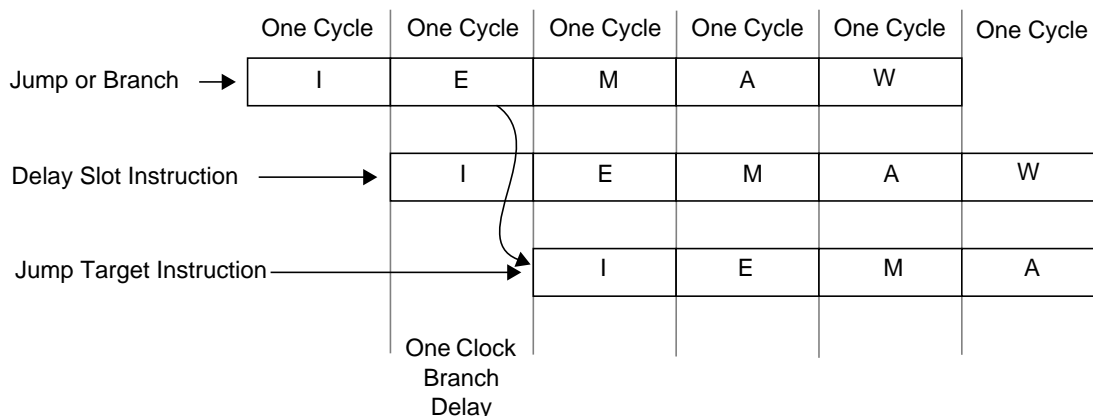 One Cycle One Cycle One Cycle One Cycle One Cycle One Cycle
Jump or Branch I E M A W
Delay Slot Instruction I E M A W
Jump Target Instruction I E M A
One Clock
Branch
Delay